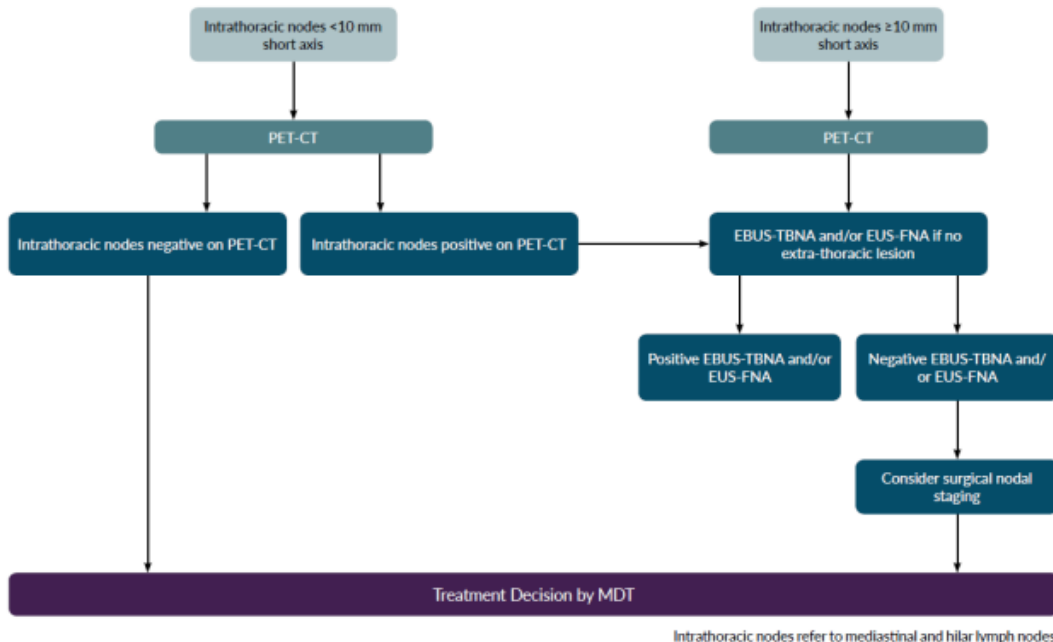 Intrathoracic nodes <10 mm
short axis
Intrathoracic nodes ≥10 mm
short axis
PET-CT
PET-CT
Intrathoracic nodes negative on PET-CT
Intrathoracic nodes positive on PET-CT
EBUS-TBNA and/or EUS-FNA if no
extra-thoracic lesion
Positive EBUS-TBNA and/or
EUS-FNA
Negative EBUS-TBNA and/
or EUS-FNA
Consider surgical nodal
staging
Treatment Decision by MDT
Intrathoracic nodes refer to mediastinal and hilar lymph nodes